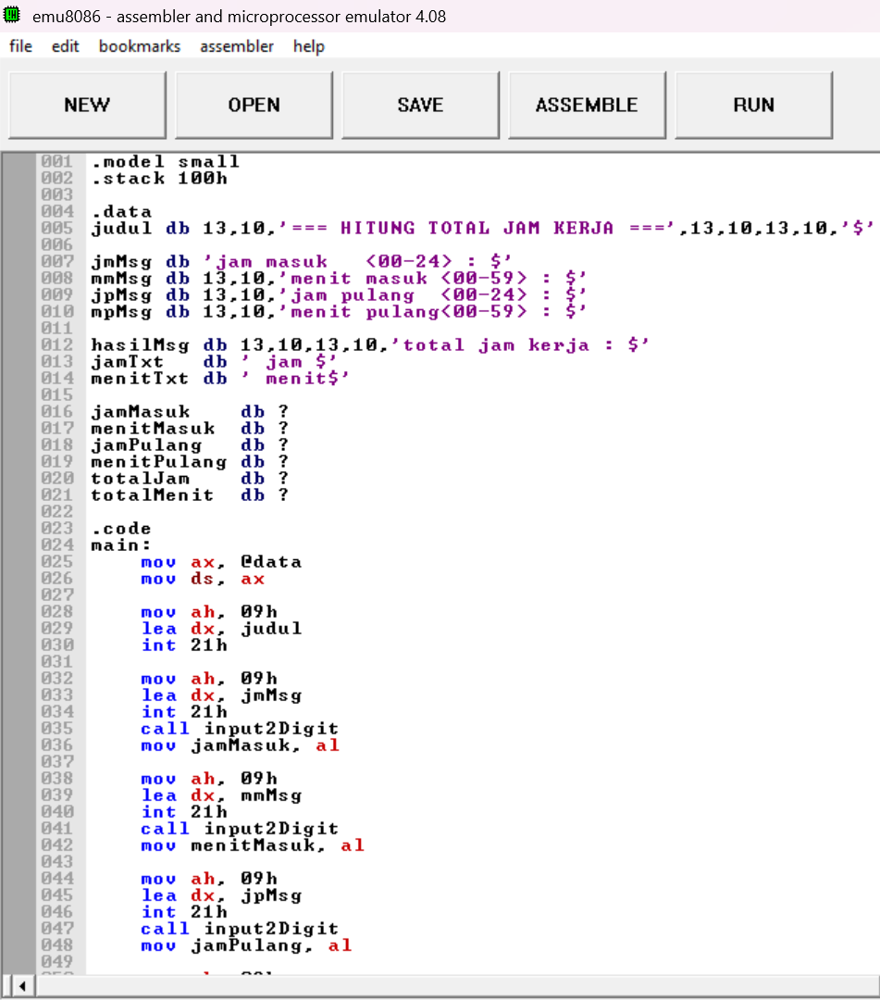 emu8086 - assembler and microprocessor emulator 4.08
file edit bookmarks assembler help
NEW OPEN SAVE ASSEMBLE RUN
001 .model small
002 .stack 100h
003
004 .data
005 judul db 13,10,'=== HITUNG TOTAL JAM KERJA ===',13,10,13,10,'$'
006
007 jmMsg db 'jam masuk   <00-24> : $'
008 mmMsg db 13,10,'menit masuk <00-59> : $'
009 jpMsg db 13,10,'jam pulang  <00-24> : $'
010 mpMsg db 13,10,'menit pulang<00-59> : $'
011
012 hasilMsg db 13,10,13,10,'total jam kerja : $'
013 jamTxt   db ' jam $'
014 menitTxt db ' menit$'
015
016 jamMasuk    db ?
017 menitMasuk  db ?
018 jamPulang   db ?
019 menitPulang db ?
020 totalJam    db ?
021 totalMenit  db ?
022
023 .code
024 main:
025     mov ax, @data
026     mov ds, ax
027
028     mov ah, 09h
029     lea dx, judul
030     int 21h
031
032     mov ah, 09h
033     lea dx, jmMsg
034     int 21h
035     call input2Digit
036     mov jamMasuk, al
037
038     mov ah, 09h
039     lea dx, mmMsg
040     int 21h
041     call input2Digit
042     mov menitMasuk, al
043
044     mov ah, 09h
045     lea dx, jpMsg
046     int 21h
047     call input2Digit
048     mov jamPulang, al
049